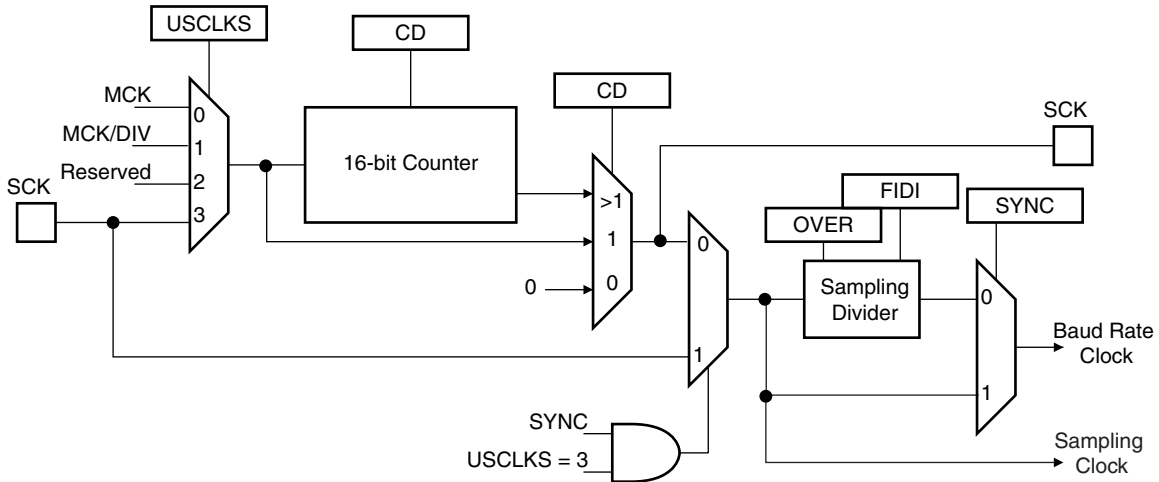 USCLKS
CD
CD
SCK
MCK
0
MCK/DIV
1
16-bit Counter
Reserved
2
SCK
3
>1
FIDI
SYNC
OVER
1
0
0
0
Sampling
Divider
0
1
Baud Rate
Clock
1
SYNC
USCLKS = 3
Sampling
Clock